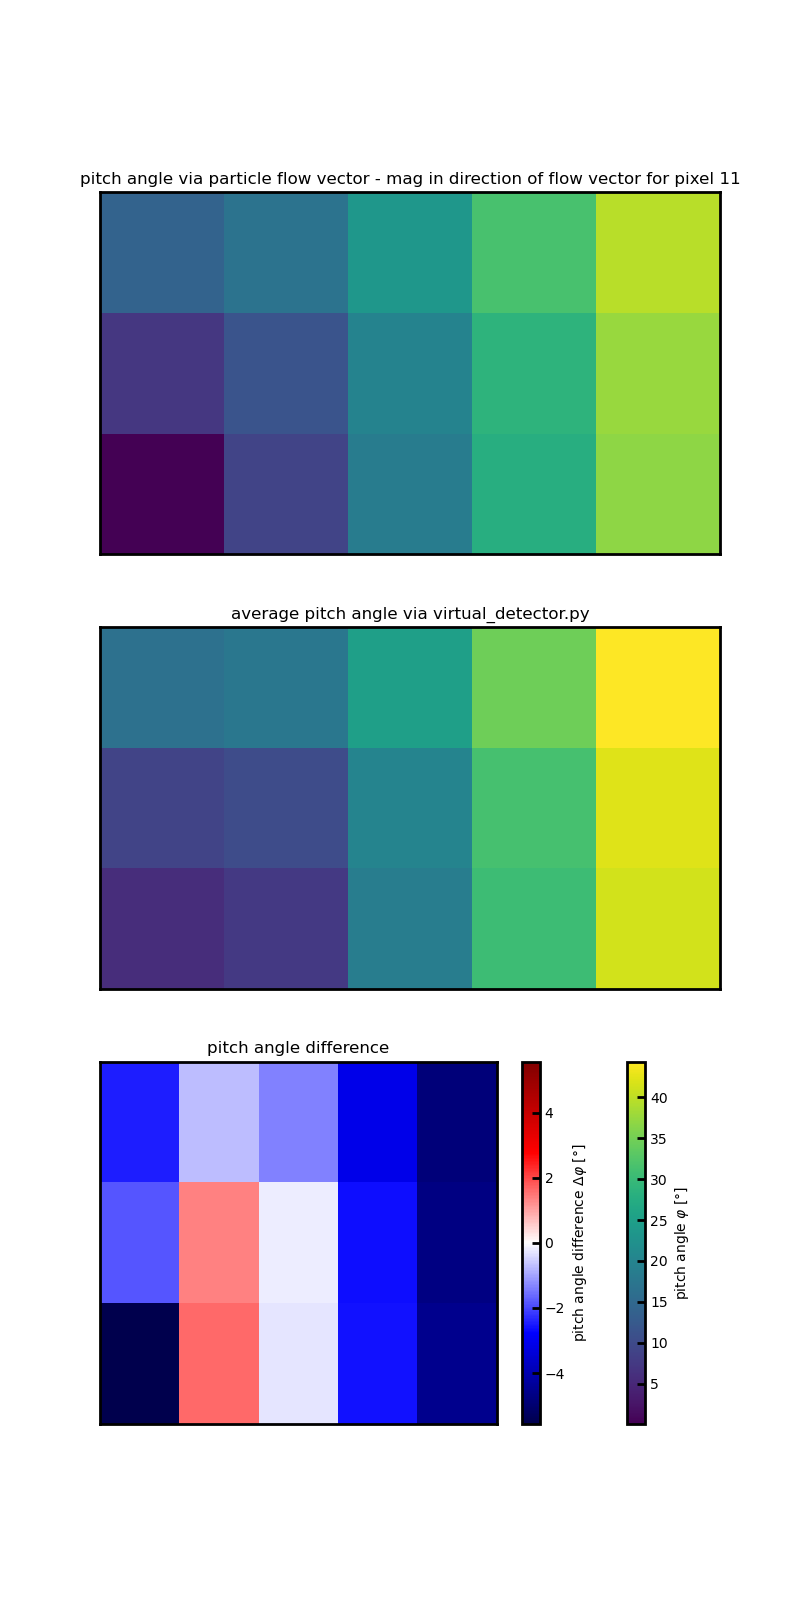 pitch angle via particle flow vector - mag in direction of flow vector for pixel 11
average pitch angle via virtual_detector.py
pitch angle difference
4
2
0
−2
−4
pitch angle difference Δφ [°]
40
35
30
25
20
15
10
5
pitch angle φ [°]